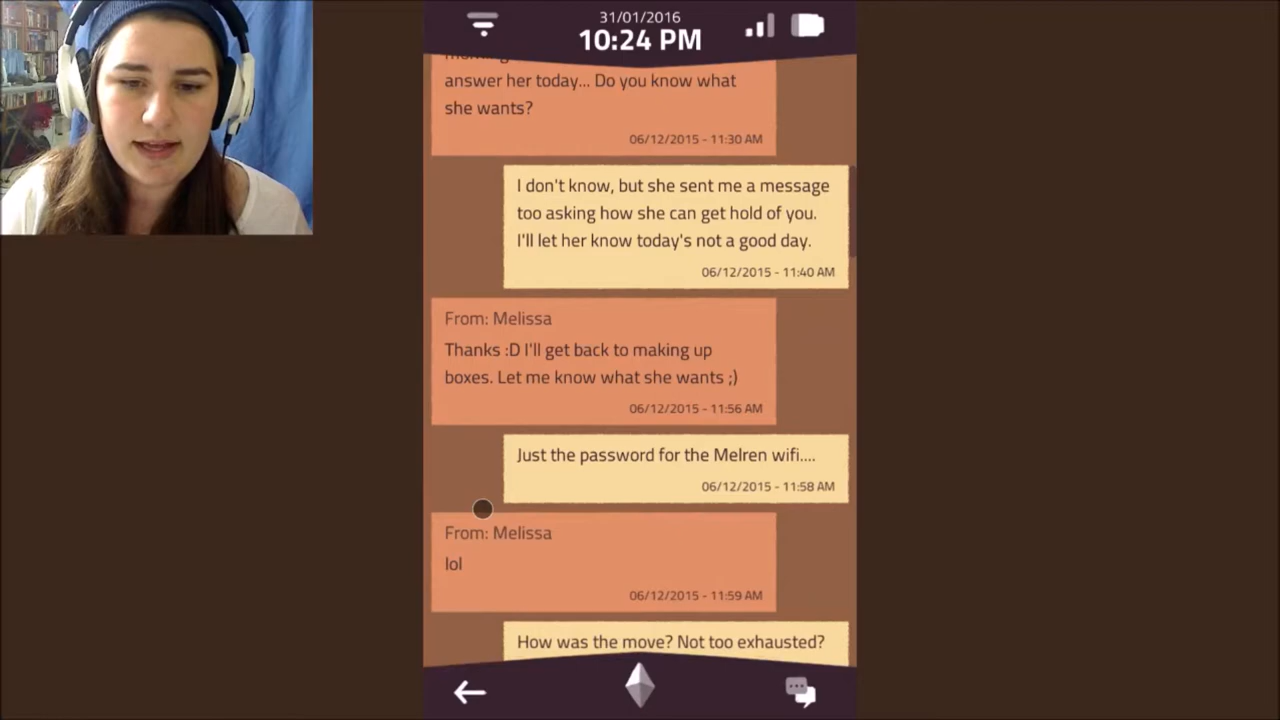 31/01/2016
10:24 PM
answer her today... Do you know what
she wants?
06/12/2015 - 11:30 AM
I don't know, but she sent me a message
too asking how she can get hold of you.
I'll let her know today's not a good day.
06/12/2015 - 11:40 AM
From: Melissa
Thanks :D I'll get back to making up
boxes. Let me know what she wants ;)
06/12/2015 - 11:56 AM
Just the password for the Melren wifi....
06/12/2015 - 11:58 AM
From: Melissa
lol
06/12/2015 - 11:59 AM
How was the move? Not too exhausted?